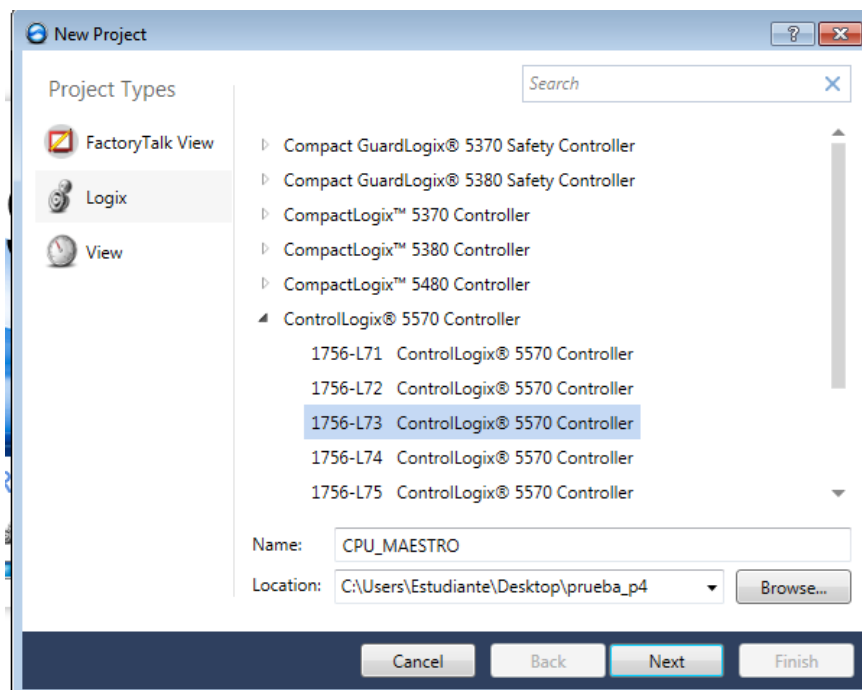 New Project
Project Types
Search
FactoryTalk View
Logix
View
Compact GuardLogix® 5370 Safety Controller
Compact GuardLogix® 5380 Safety Controller
CompactLogix™ 5370 Controller
CompactLogix™ 5380 Controller
CompactLogix™ 5480 Controller
ControlLogix® 5570 Controller
1756-L71 ControlLogix® 5570 Controller
1756-L72 ControlLogix® 5570 Controller
1756-L73 ControlLogix® 5570 Controller
1756-L74 ControlLogix® 5570 Controller
1756-L75 ControlLogix® 5570 Controller
Name: CPU_MAESTRO
Location: C:\Users\Estudiante\Desktop\prueba_p4 Browse...
Cancel Back Next Finish